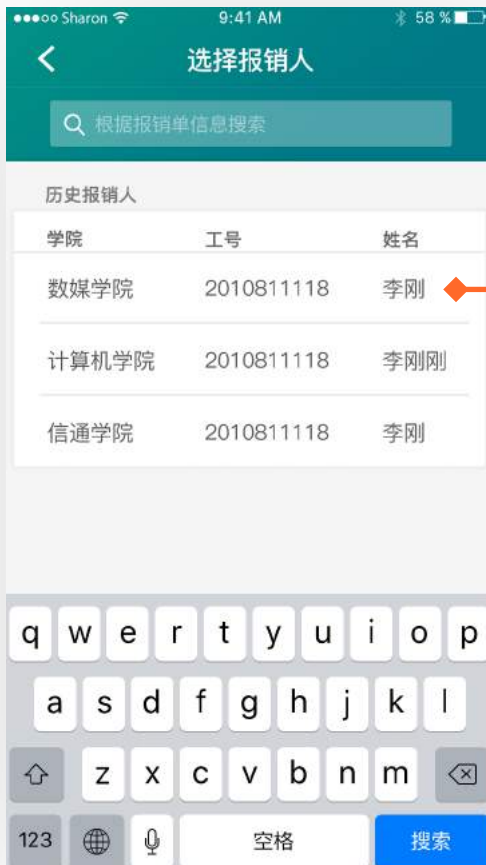 Sharon 9:41 AM 58 %
选择报销人
根据报销单信息搜索
历史报销人
学院 工号 姓名
数媒学院 2010811118 李刚
计算机学院 2010811118 李刚刚
信通学院 2010811118 李刚
q w e r t y u i o p
a s d f g h j k l
z x c v b n m
123 空格 搜索